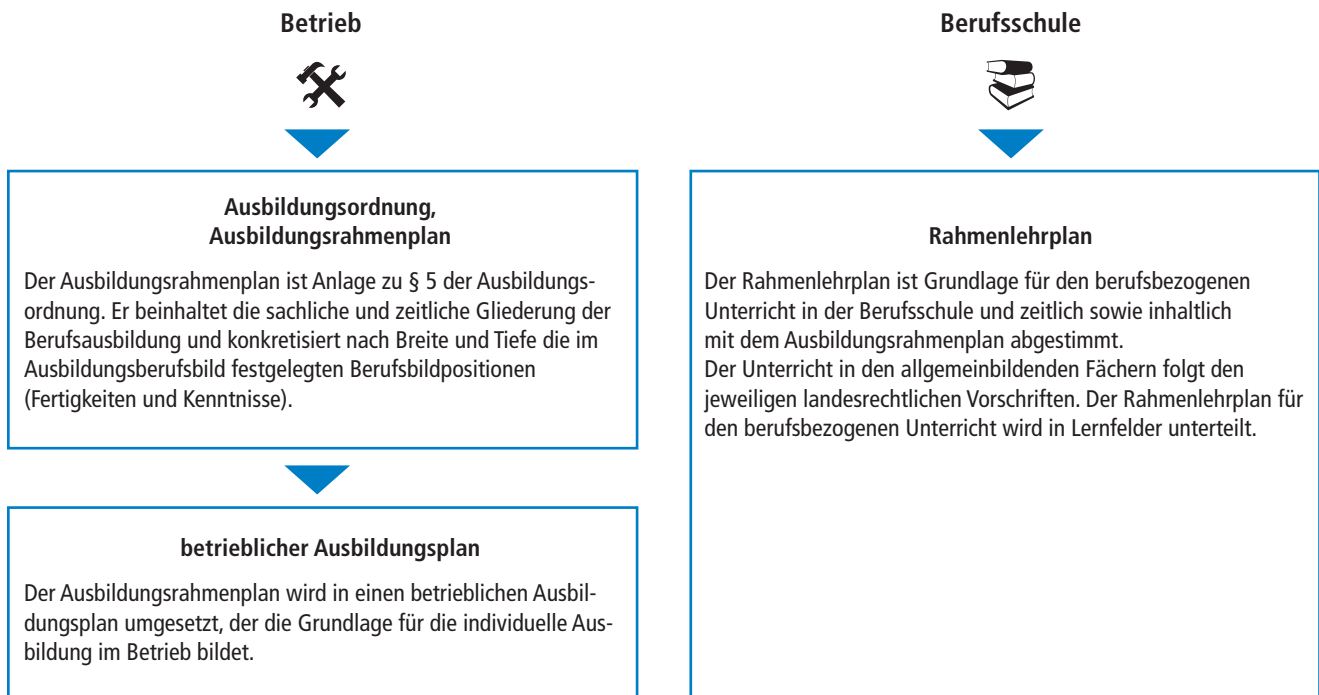 Betrieb
Ausbildungsordnung,
Ausbildungsrahmenplan
Der Ausbildungsrahmenplan ist Anlage zu § 5 der Ausbildungs-
ordnung. Er beinhaltet die sachliche und zeitliche Gliederung der
Berufsausbildung und konkretisiert nach Breite und Tiefe die im
Ausbildungsberufsbild festgelegten Berufsbildpositionen
(Fertigkeiten und Kenntnisse).
betrieblicher Ausbildungsplan
Der Ausbildungsrahmenplan wird in einen betrieblichen Ausbil-
dungsplan umgesetzt, der die Grundlage für die individuelle Aus-
bildung im Betrieb bildet.
Berufsschule
Rahmenlehrplan
Der Rahmenlehrplan ist Grundlage für den berufsbezogenen
Unterricht in der Berufsschule und zeitlich sowie inhaltlich
mit dem Ausbildungsrahmenplan abgestimmt.
Der Unterricht in den allgemeinbildenden Fächern folgt den
jeweiligen landesrechtlichen Vorschriften. Der Rahmenlehrplan für
den berufsbezogenen Unterricht wird in Lernfelder unterteilt.